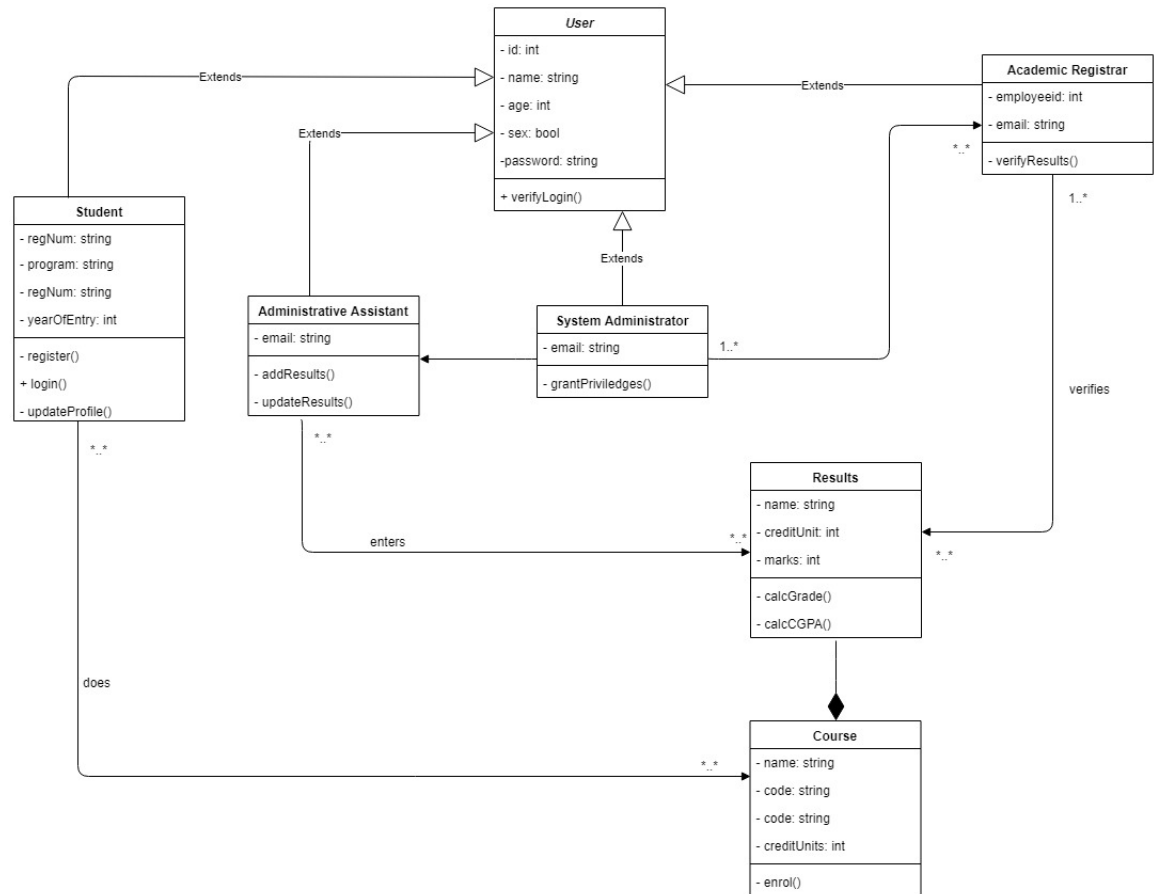 User
- id: int
- name: string
- age: int
- sex: bool
-password: string
+ verifyLogin()
Extends
Extends
Extends
Extends
Academic Registrar
- employeeid: int
- email: string
- verifyResults()
*..*
1..*
Student
- regNum: string
- program: string
- regNum: string
- yearOfEntry: int
- register()
+ login()
- updateProfile()
*..*
Administrative Assistant
- email: string
- addResults()
- updateResults()
*..*
System Administrator
- email: string
- grantPriviledges()
1..*
verifies
enters
*..*
Results
- name: string
- creditUnit: int
- marks: int
- calcGrade()
- calcCGPA()
*..*
does
*..*
Course
- name: string
- code: string
- code: string
- creditUnits: int
- enrol()